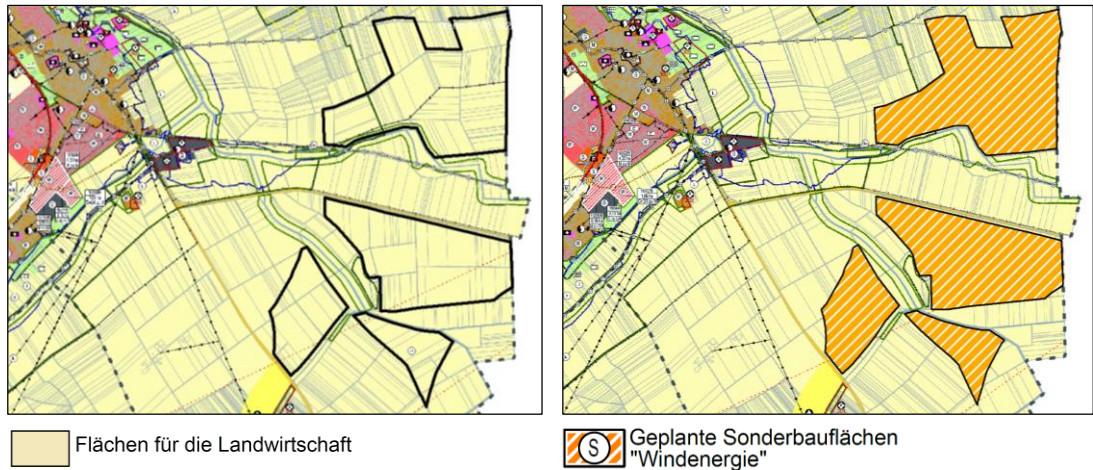 Flächen für die Landwirtschaft
S
Geplante Sonderbauflächen
"Windenergie"